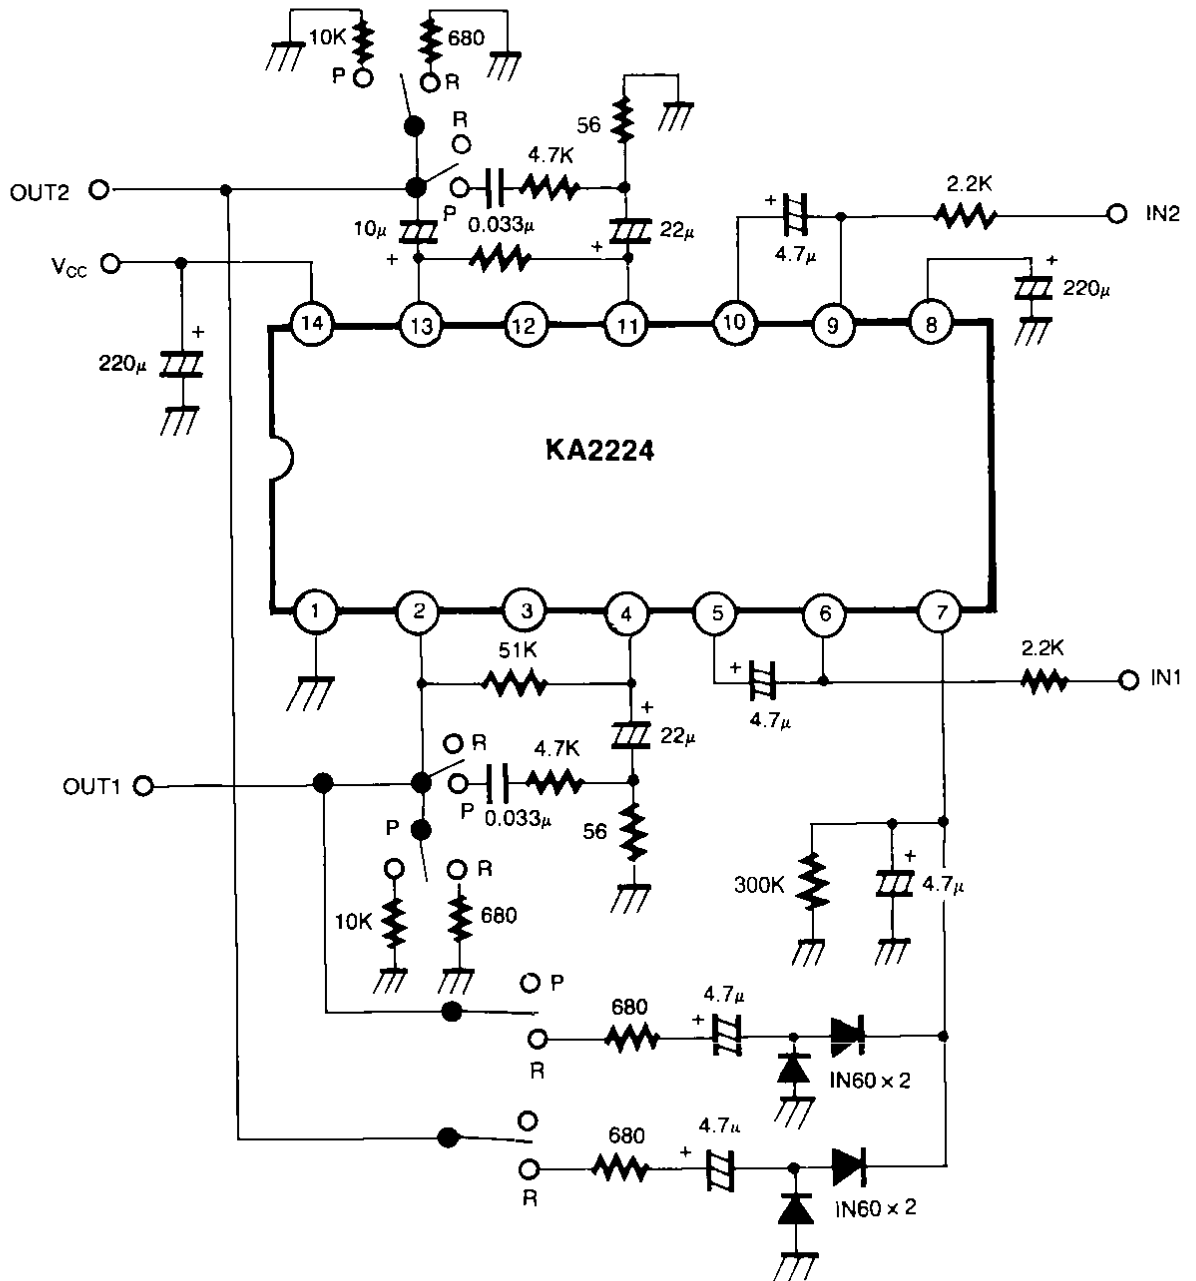 10K
680
P
R
R
56
4.7K
OUT2
2.2K
+
IN2
P
10μ
0.033μ
22μ
4.7μ
VCC
+
+
+
220μ
14
13
12
11
10
9
8
+
220μ
KA2224
1
2
3
4
5
6
7
51K
2.2K
+
IN1
4.7μ
+
22μ
R
4.7K
OUT1
P
0.033μ
P
56
+
R
300K
4.7μ
10K
680
P
4.7μ
680
+
R
IN60 × 2
4.7μ
680
+
R
IN60 × 2